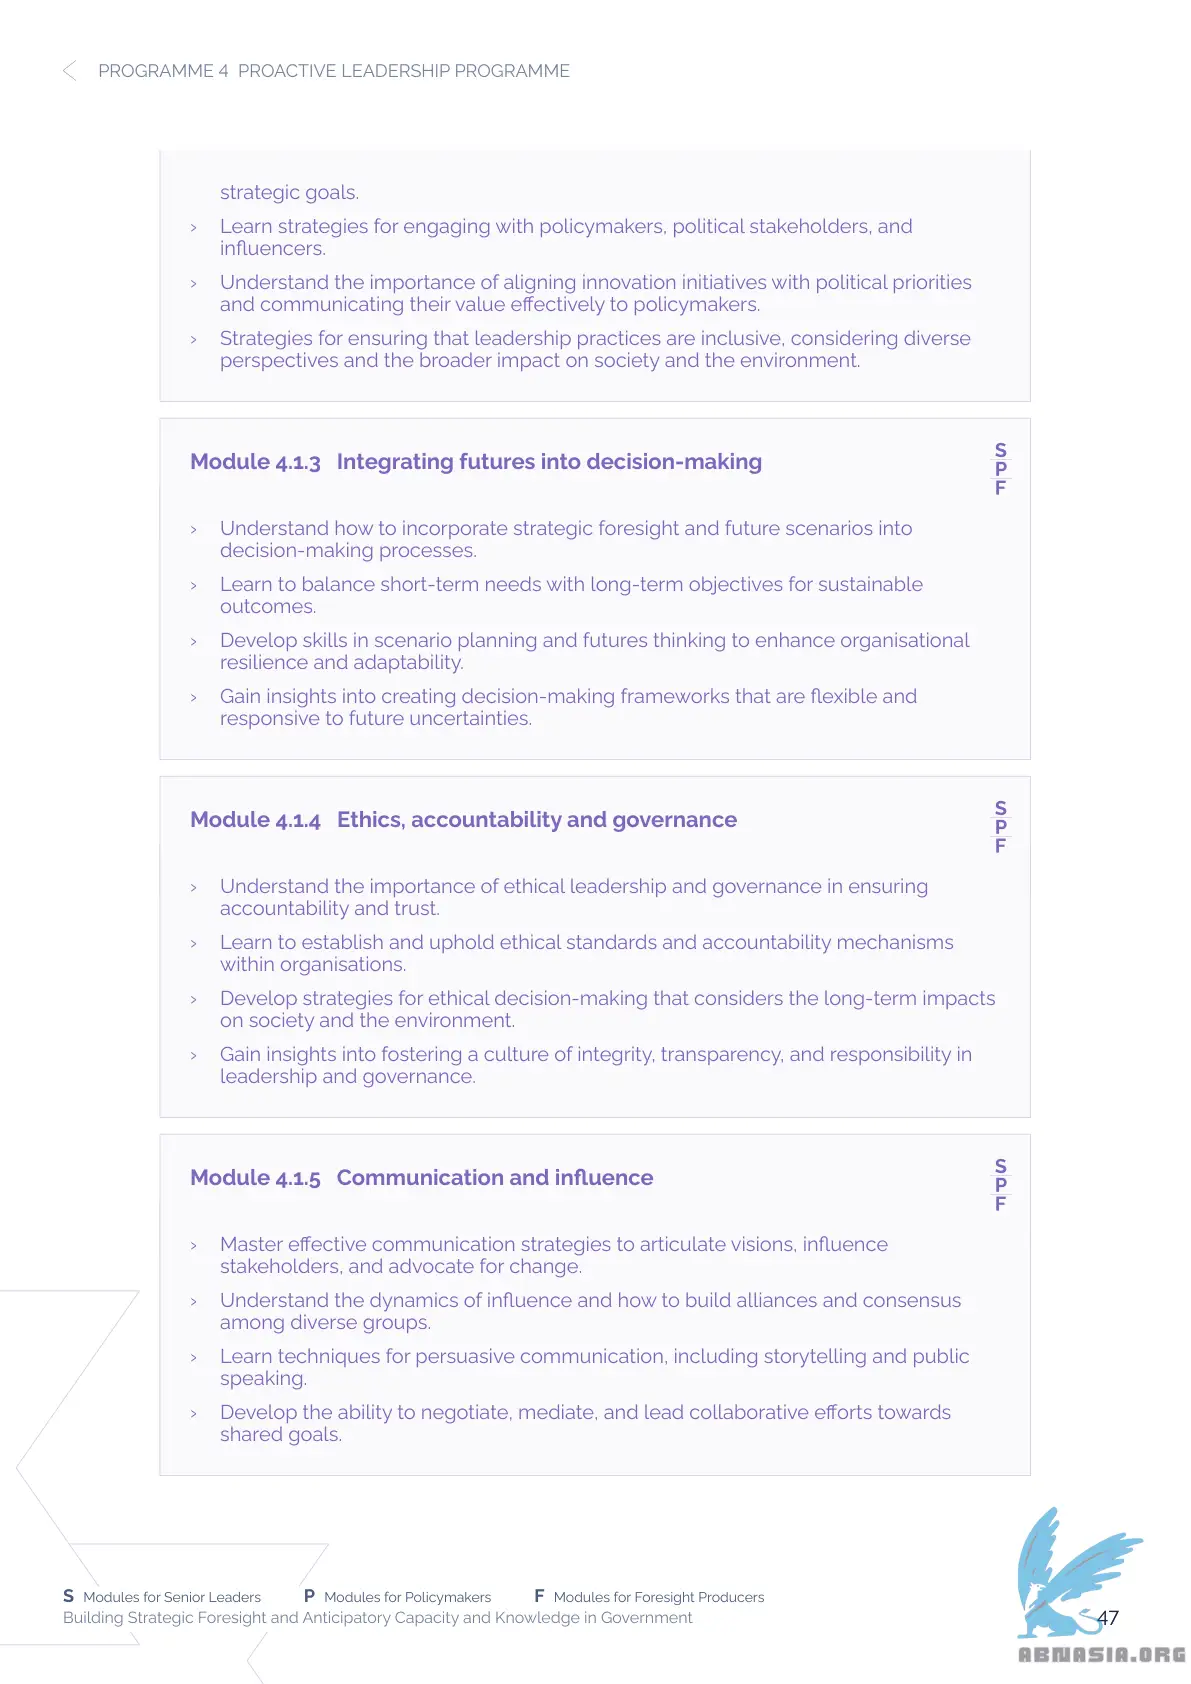 PROGRAMME 4 PROACTIVE LEADERSHIP PROGRAMME
strategic goals.
› Learn strategies for engaging with policymakers, political stakeholders, and
influencers.
› Understand the importance of aligning innovation initiatives with political priorities
and communicating their value effectively to policymakers.
› Strategies for ensuring that leadership practices are inclusive, considering diverse
perspectives and the broader impact on society and the environment.
Module 4.1.3 Integrating futures into decision-making
S
P
F
› Understand how to incorporate strategic foresight and future scenarios into
decision-making processes.
› Learn to balance short-term needs with long-term objectives for sustainable
outcomes.
› Develop skills in scenario planning and futures thinking to enhance organisational
resilience and adaptability.
› Gain insights into creating decision-making frameworks that are flexible and
responsive to future uncertainties.
Module 4.1.4 Ethics, accountability and governance
S
P
F
› Understand the importance of ethical leadership and governance in ensuring
accountability and trust.
› Learn to establish and uphold ethical standards and accountability mechanisms
within organisations.
› Develop strategies for ethical decision-making that considers the long-term impacts
on society and the environment.
› Gain insights into fostering a culture of integrity, transparency, and responsibility in
leadership and governance.
Module 4.1.5 Communication and influence
S
P
F
› Master effective communication strategies to articulate visions, influence
stakeholders, and advocate for change.
› Understand the dynamics of influence and how to build alliances and consensus
among diverse groups.
› Learn techniques for persuasive communication, including storytelling and public
speaking.
› Develop the ability to negotiate, mediate, and lead collaborative efforts towards
shared goals.
S Modules for Senior Leaders P Modules for Policymakers F Modules for Foresight Producers
Building Strategic Foresight and Anticipatory Capacity and Knowledge in Government
47
ABNASIA.ORG